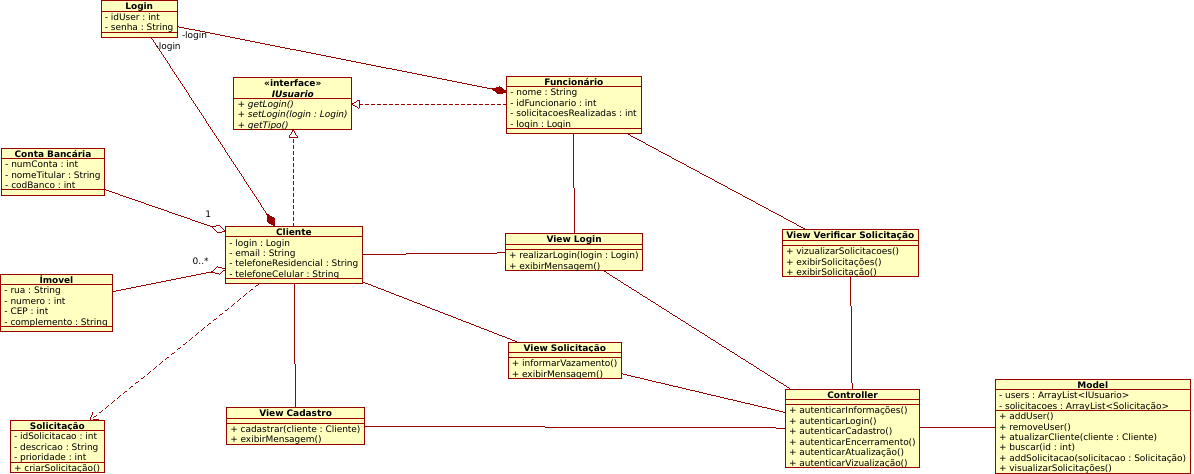 Login
- idUser : int
- senha : String
-login
-login
«interface»
IUsuario
+ getLogin()
+ setLogin(login : Login)
+ getTipo()
Funcionário
- nome : String
- idFuncionario : int
- solicitacoesRealizadas : int
- login : Login
Conta Bancária
- numConta : int
- nomeTitular : String
- codBanco : int
1
Cliente
- login : Login
- email : String
- telefoneResidencial : String
- telefoneCelular : String
View Login
+ realizarLogin(login : Login)
+ exibirMensagem()
View Verificar Solicitação
+ vizualizarSolicitacoes()
+ exibirSolicitações()
+ exibirSolicitação()
0..*
Imovel
- rua : String
- numero : int
- CEP : int
- complemento : String
View Solicitação
+ informarVazamento()
+ exibirMensagem()
Solicitação
- idSolicitacao : int
- descricao : String
- prioridade : int
+ criarSolicitação()
View Cadastro
+ cadastrar(cliente : Cliente)
+ exibirMensagem()
Controller
+ autenticarInformações()
+ autenticarLogin()
+ autenticarCadastro()
+ autenticarEncerramento()
+ autenticarAtualização()
+ autenticarVizualização()
Model
- users : ArrayList<IUsuario>
- solicitacoes : ArrayList<Solicitação>
+ addUser()
+ removeUser()
+ atualizarCliente(cliente : Cliente)
+ buscar(id : int)
+ addSolicitacao(solicitacao : Solicitação)
+ visualizarSolicitações()